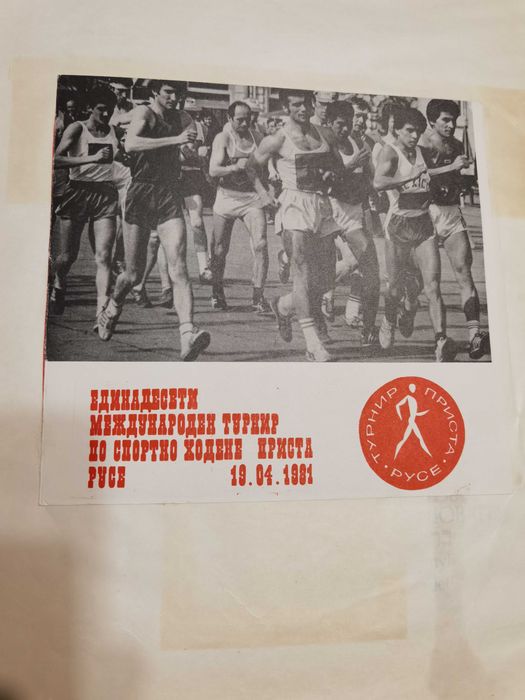 ЕДИНАДЕСЕТИ
МЕЖДУНАРОДЕН ТУРНИР
ПО СПОРТНО ХОДЕНЕ ПРИСТА
РУСЕ 19.04.1981
ТУРНИР ПРИСТА
• РУСЕ •